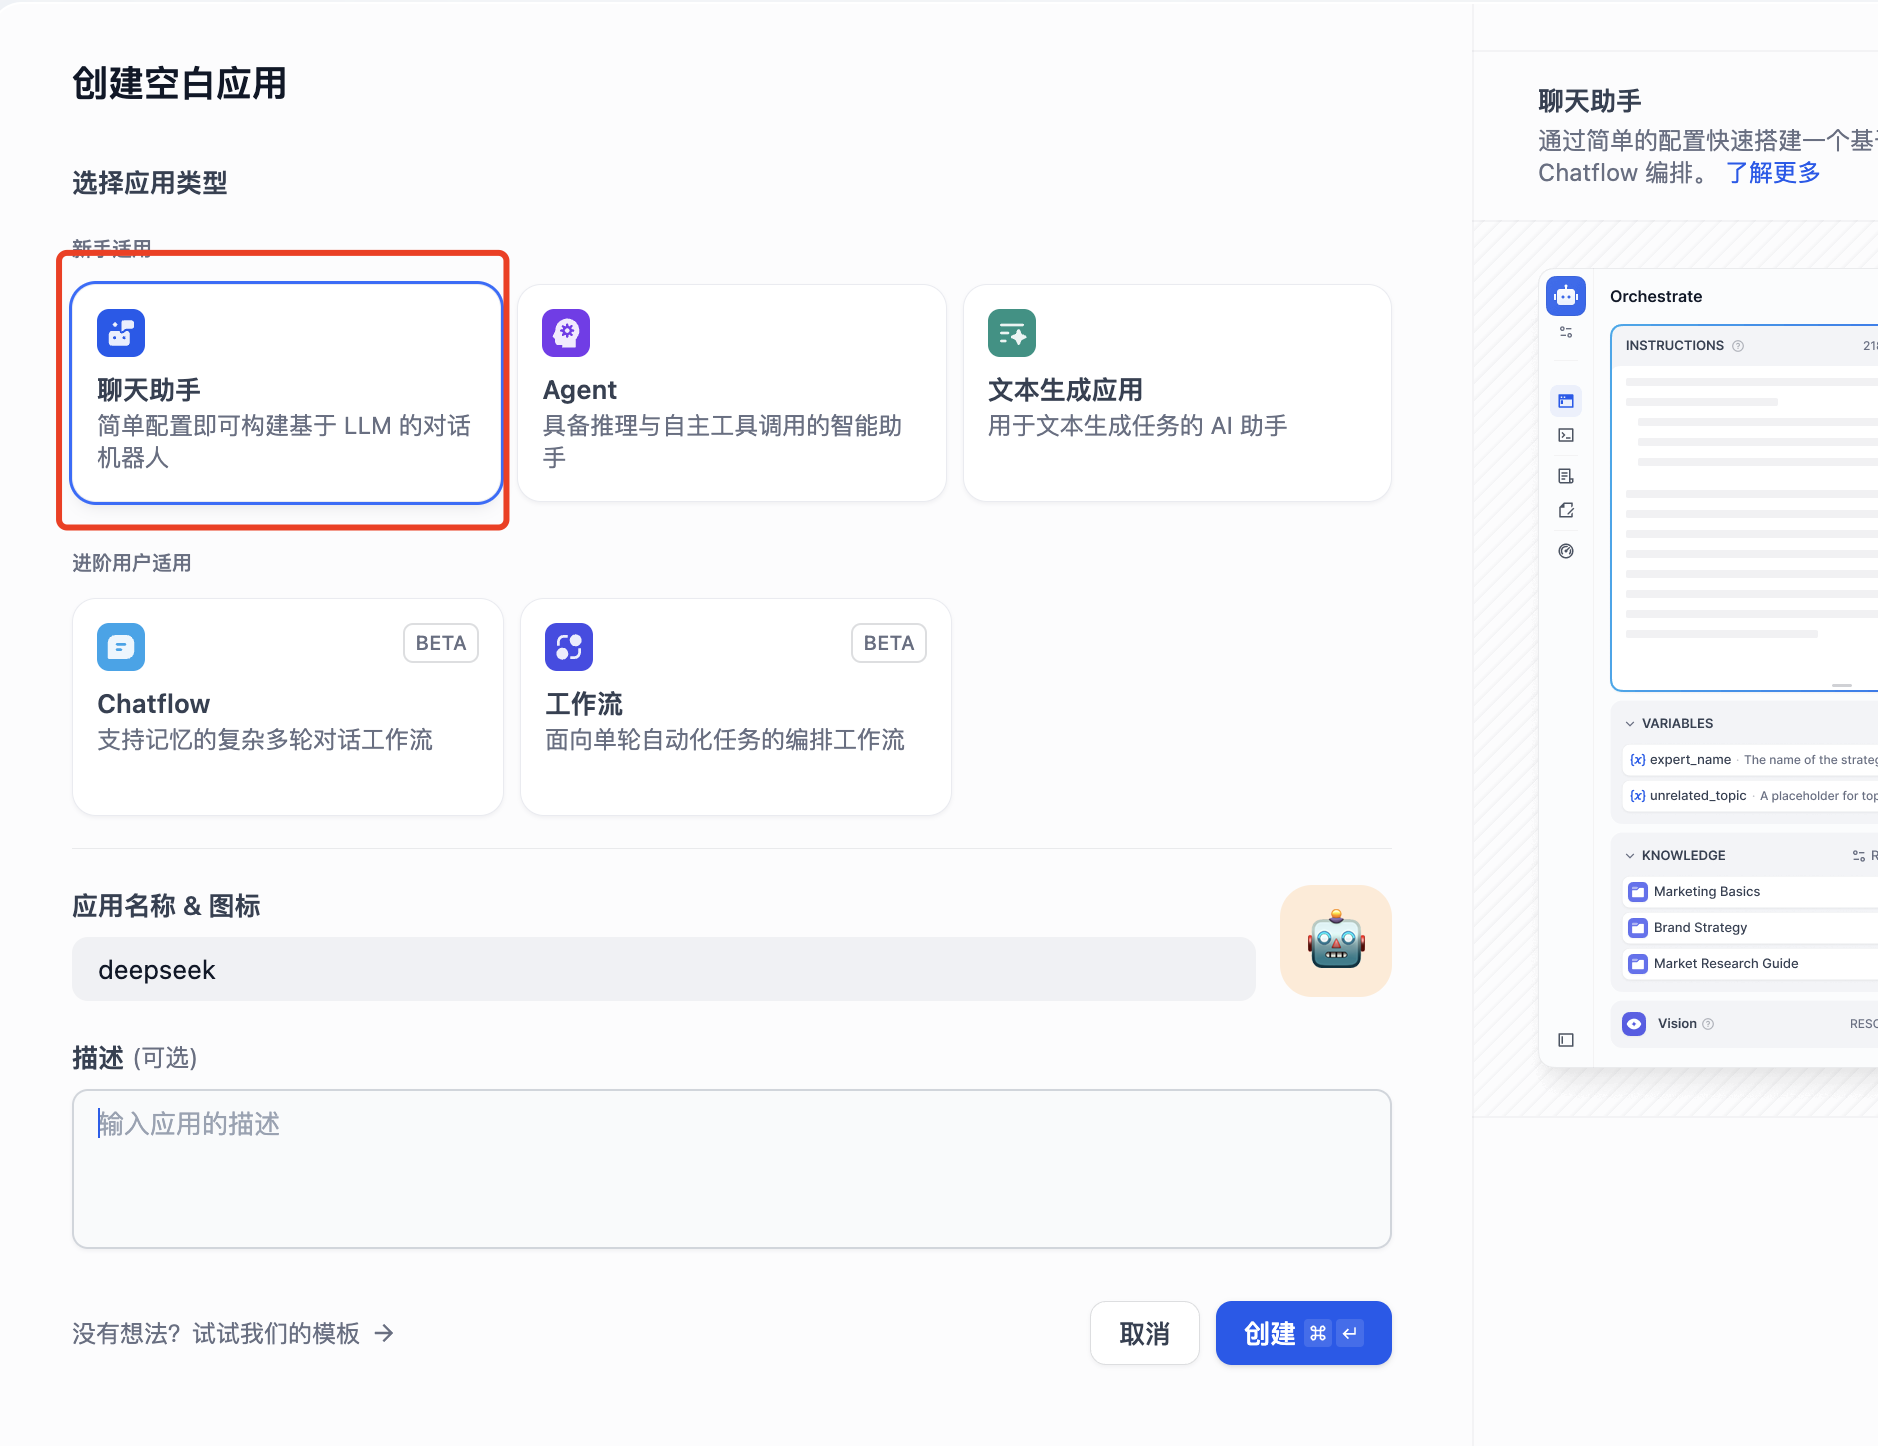 创建空白应用
选择应用类型
新手适用
聊天助手
简单配置即可构建基于 LLM 的对话
机器人
Agent
具备推理与自主工具调用的智能助
手
文本生成应用
用于文本生成任务的 AI 助手
进阶用户适用
BETA
Chatflow
支持记忆的复杂多轮对话工作流
BETA
工作流
面向单轮自动化任务的编排工作流
应用名称 & 图标
deepseek
描述 (可选)
输入应用的描述
没有想法? 试试我们的模板 →
取消
创建 ⌘ ↵
聊天助手
通过简单的配置快速搭建一个基
Chatflow 编排。 了解更多
Orchestrate
INSTRUCTIONS
VARIABLES
{x} expert_name · The name of the
{x} unrelated_topic · A placeholder for
KNOWLEDGE
Marketing Basics
Brand Strategy
Market Research Guide
Vision